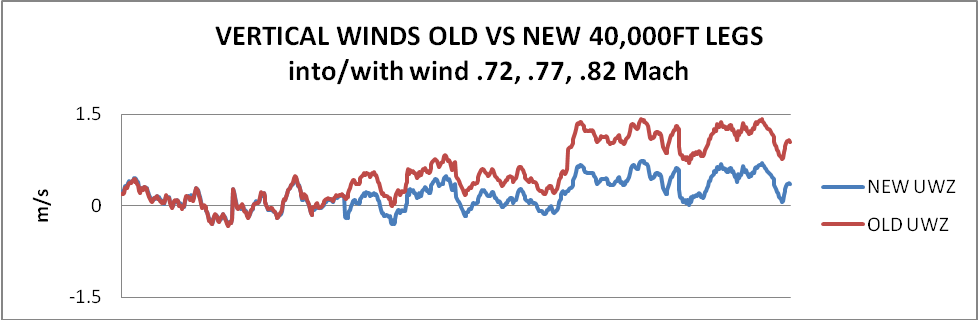 VERTICAL WINDS OLD VS NEW 40,000FT LEGS
into/with wind .72, .77, .82 Mach
1.5
0
-1.5
m/s
NEW UWZ
OLD UWZ